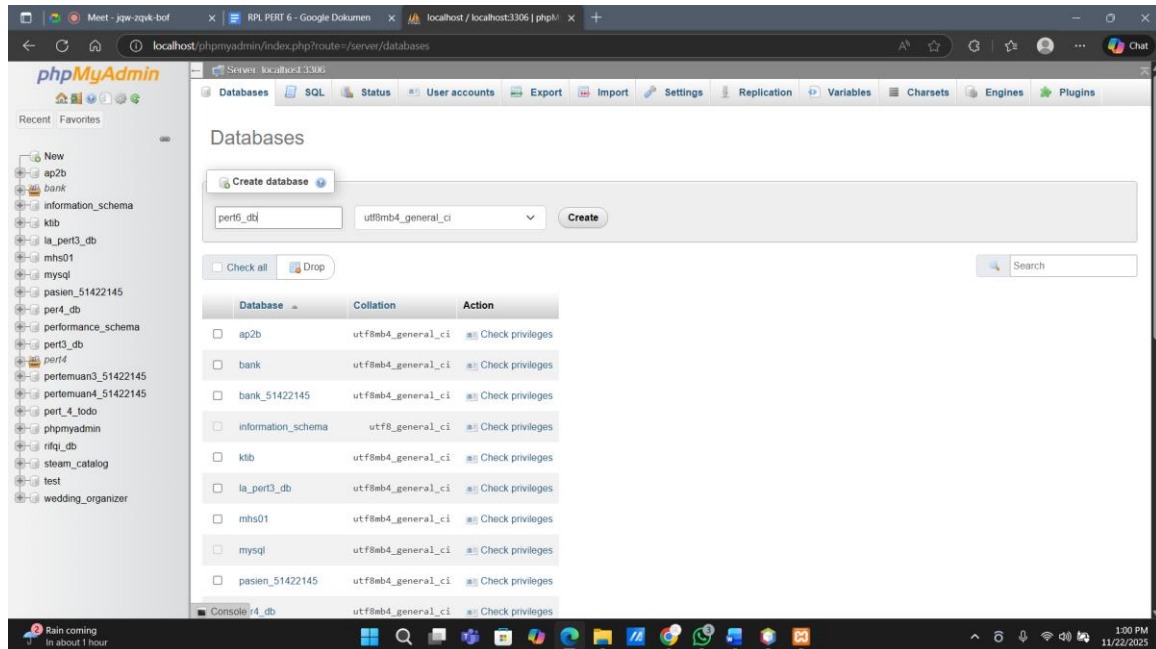 Meet - jqw-zqvk-bof
RPL PERT 6 - Google Dokumen
localhost / localhost:3306 | phpM
localhost/phpmyadmin/index.php?route=/server/databases
Chat
phpMyAdmin
Recent Favorites
New
ap2b
bank
information_schema
ktib
la_pert3_db
mhs01
mysql
pasien_51422145
per4_db
performance_schema
pert3_db
pert4
pertemuan3_51422145
pertemuan4_51422145
pert_4_todo
phpmyadmin
rifqi_db
steam_catalog
test
wedding_organizer
Server: localhost:3306
Databases SQL Status User accounts Export Import Settings Replication Variables Charsets Engines Plugins
Databases
Create database
pert6_db utf8mb4_general_ci Create
Check all Drop Search
Database Collation Action
ap2b utf8mb4_general_ci Check privileges
bank utf8mb4_general_ci Check privileges
bank_51422145 utf8mb4_general_ci Check privileges
information_schema utf8_general_ci Check privileges
ktib utf8mb4_general_ci Check privileges
la_pert3_db utf8mb4_general_ci Check privileges
mhs01 utf8mb4_general_ci Check privileges
mysql utf8mb4_general_ci Check privileges
pasien_51422145 utf8mb4_general_ci Check privileges
Console r4_db utf8mb4_general_ci Check privileges
2 Rain coming
In about 1 hour
1:00 PM
11/22/2025